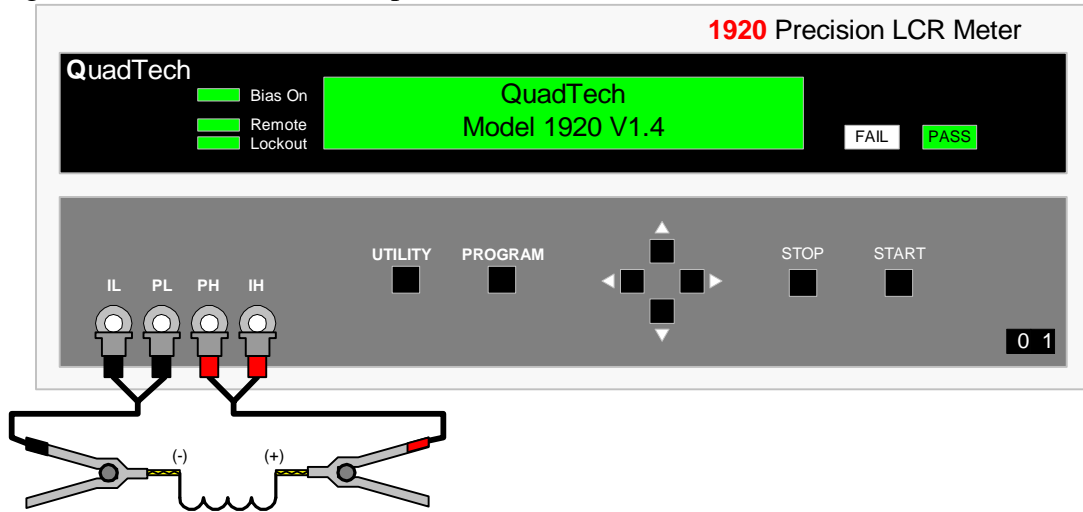 1920 Precision LCR Meter
QuadTech
Bias On
Remote
Lockout
QuadTech
Model 1920 V1.4
FAIL PASS
UTILITY PROGRAM
STOP START
IL PL PH IH
0 1
(-) (+)